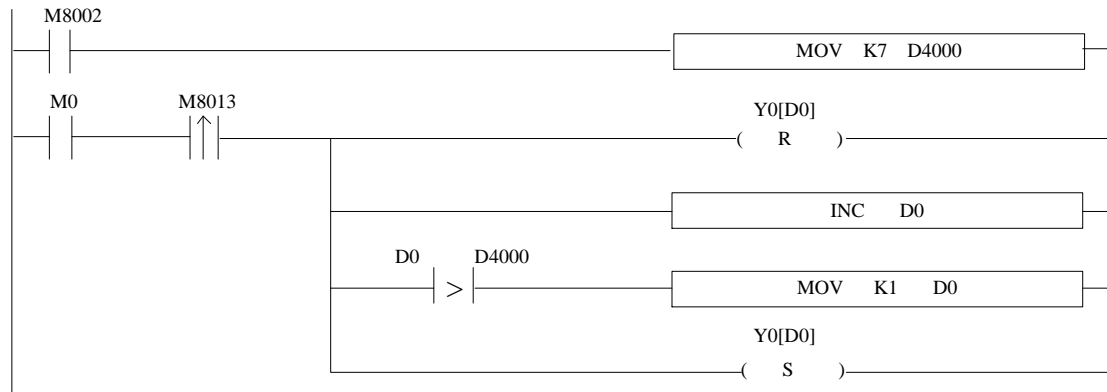 M8002
MOV K7 D4000
M0 M8013
Y0[D0]
( R )
INC D0
D0 > D4000
MOV K1 D0
Y0[D0]
( S )